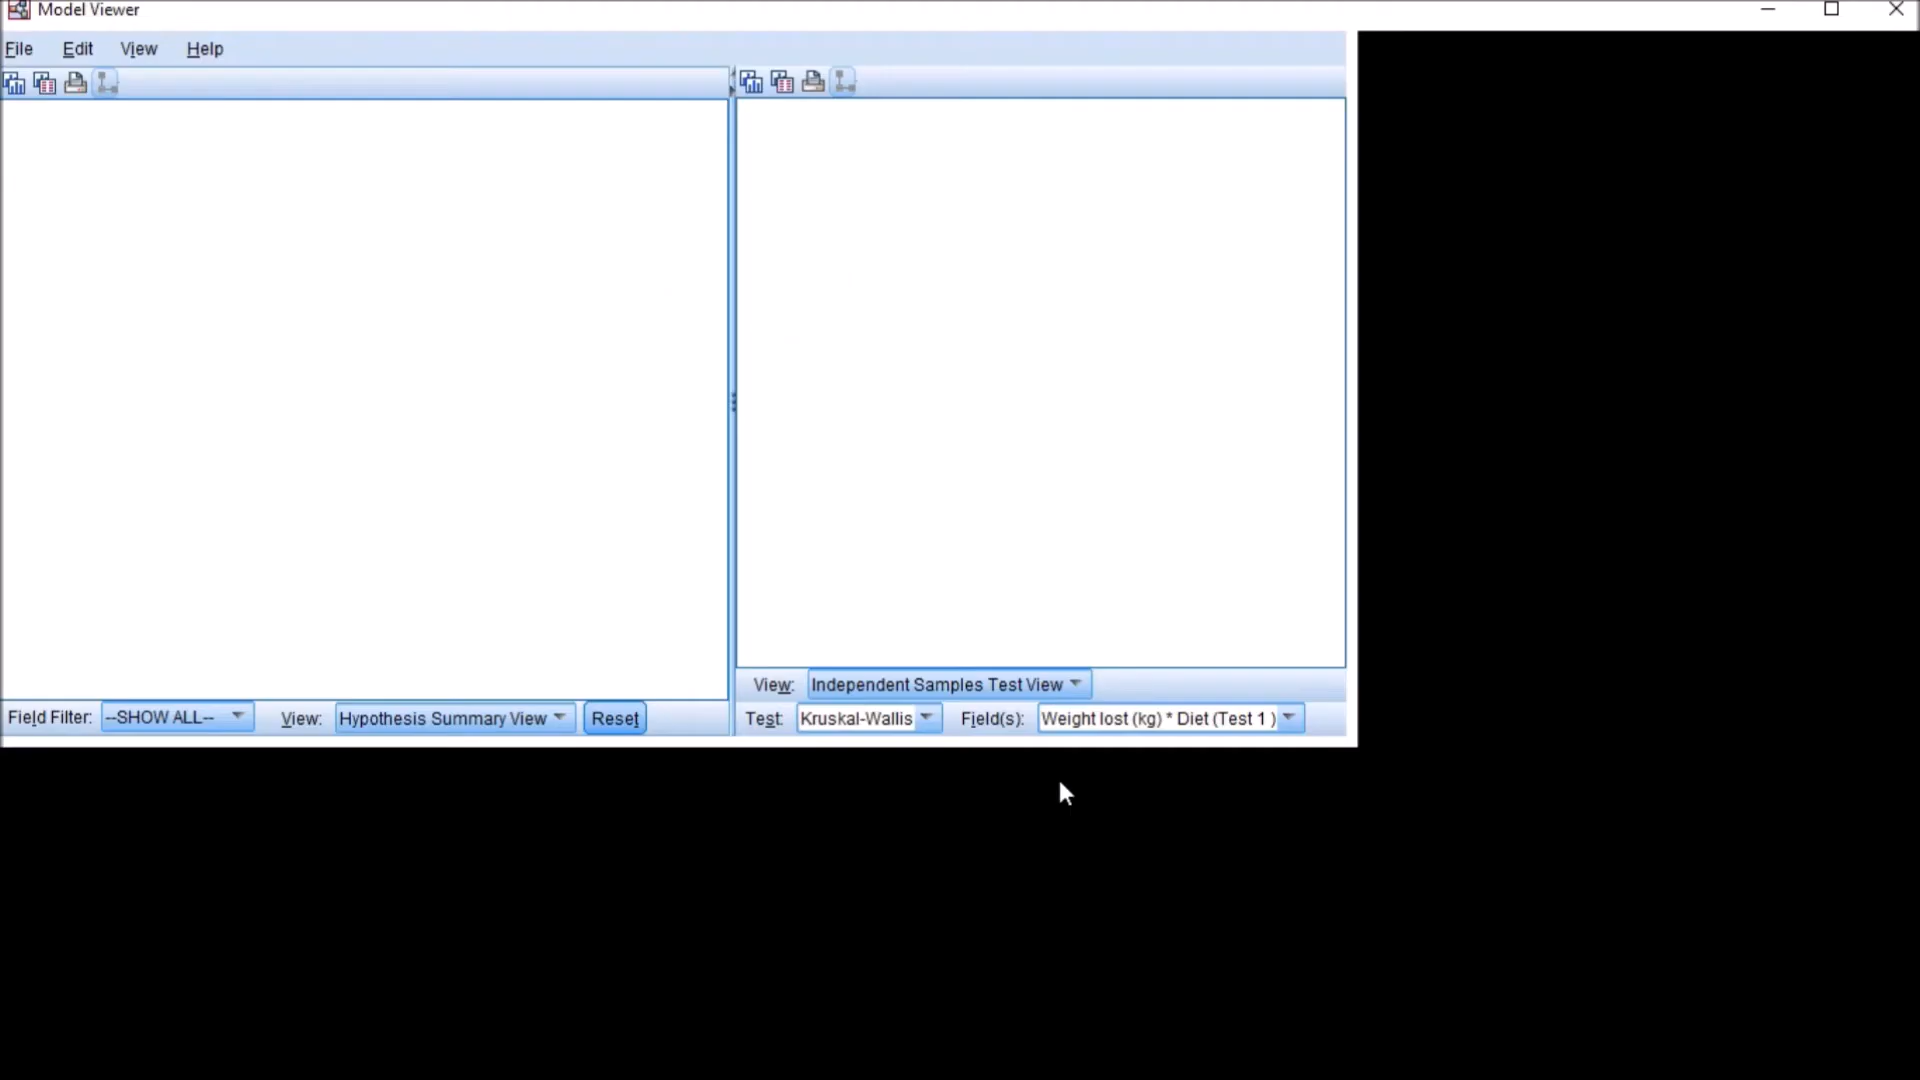 Model Viewer
File Edit View Help
View: Independent Samples Test View
Field Filter: --SHOW ALL-- View: Hypothesis Summary View Reset Test: Kruskal-Wallis Field(s): Weight lost (kg) * Diet (Test 1 )